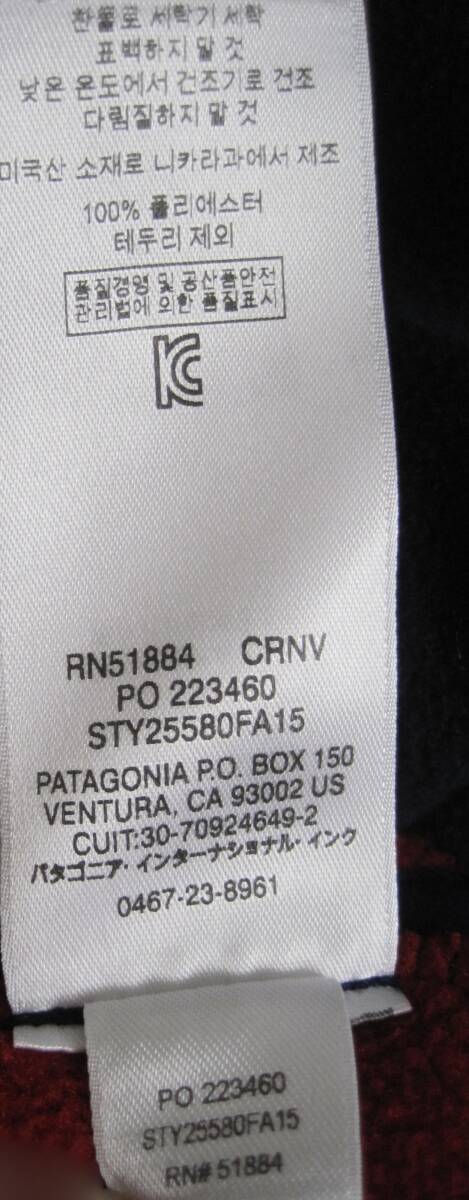 찬물로 세탁기 세탁
표백하지 말 것
낮은 온도에서 건조기로 건조
다림질하지 말 것
미국산 소재로 니카라과에서 제조
100% 폴리에스터
테두리 제외
품질경영 및 공산품안전
관리법에 의한 품질표시
KC
RN51884 CRNV
PO 223460
STY25580FA15
PATAGONIA P.O. BOX 150
VENTURA, CA 93002 US
CUIT:30-70924649-2
パタゴニア・インターナショナル・インク
0467-23-8961
PO 223460
STY25580FA15
RN# 51884